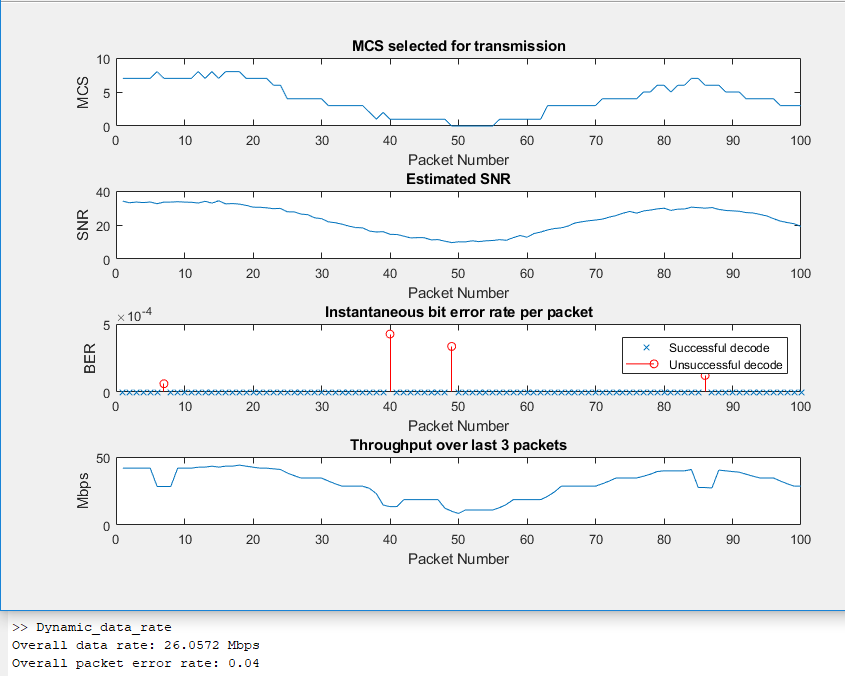 MCS selected for transmission
10
5
0
MCS
0 10 20 30 40 50 60 70 80 90 100
Packet Number
Estimated SNR
40
20
0
SNR
0 10 20 30 40 50 60 70 80 90 100
Packet Number
×10-4
Instantaneous bit error rate per packet
5
0
BER
Successful decode
Unsuccessful decode
0 10 20 30 40 50 60 70 80 90 100
Packet Number
Throughput over last 3 packets
50
0
Mbps
0 10 20 30 40 50 60 70 80 90 100
Packet Number
>> Dynamic_data_rate
Overall data rate: 26.0572 Mbps
Overall packet error rate: 0.04